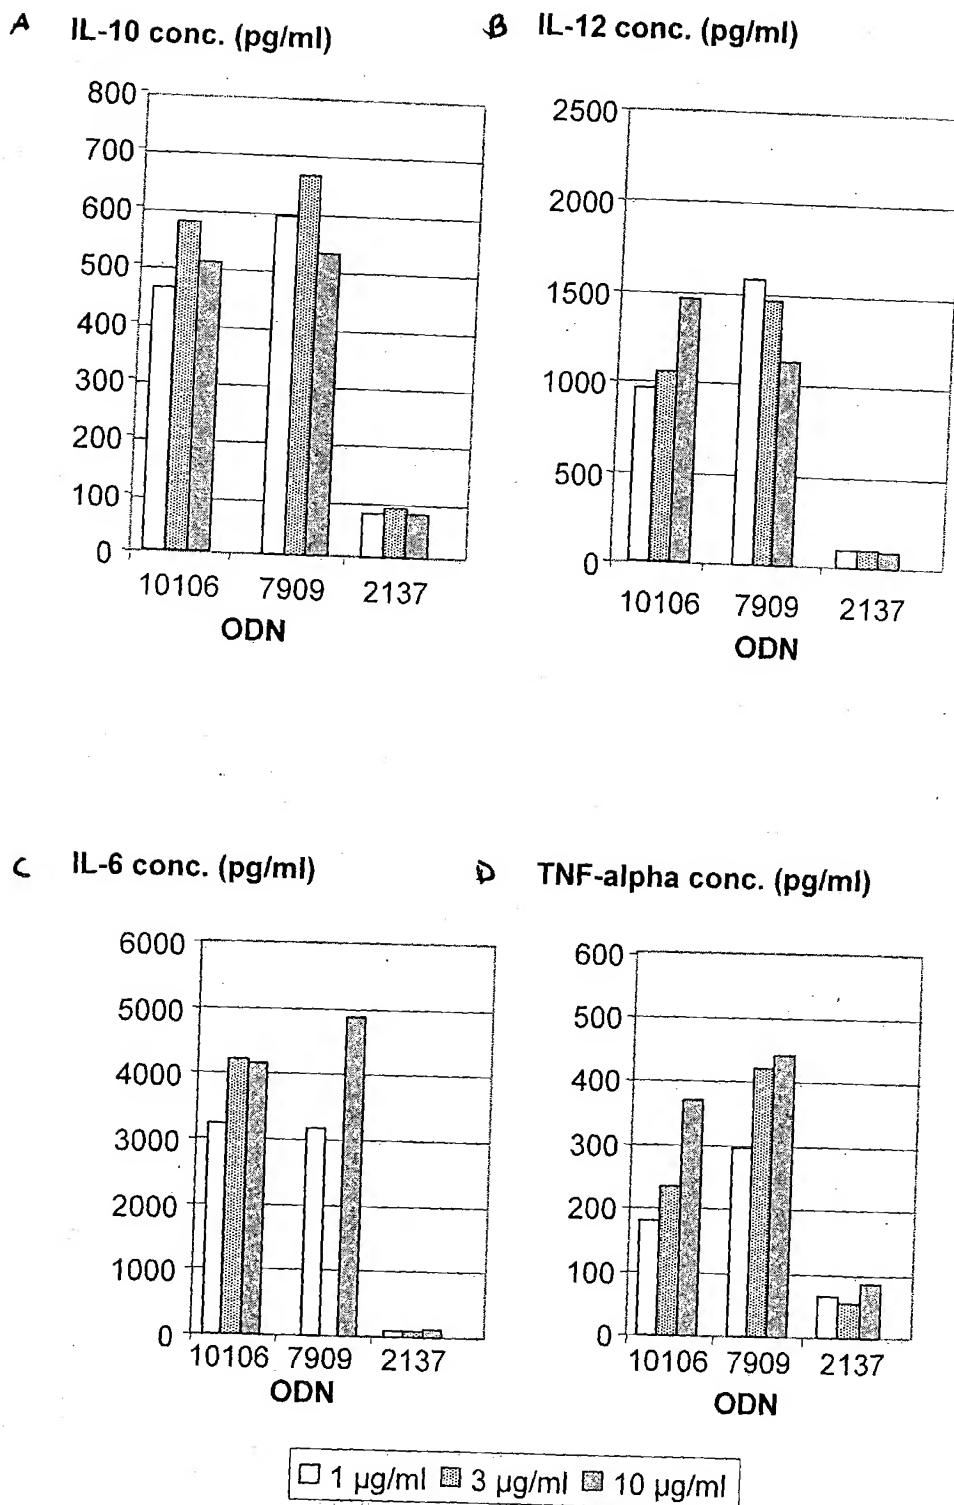 A IL-10 conc. (pg/ml)
800
700
600
500
400
300
200
100
0
10106 7909 2137
ODN
B IL-12 conc. (pg/ml)
2500
2000
1500
1000
500
0
10106 7909 2137
ODN
C IL-6 conc. (pg/ml)
6000
5000
4000
3000
2000
1000
0
10106 7909 2137
ODN
D TNF-alpha conc. (pg/ml)
600
500
400
300
200
100
0
10106 7909 2137
ODN
1 µg/ml 3 µg/ml 10 µg/ml